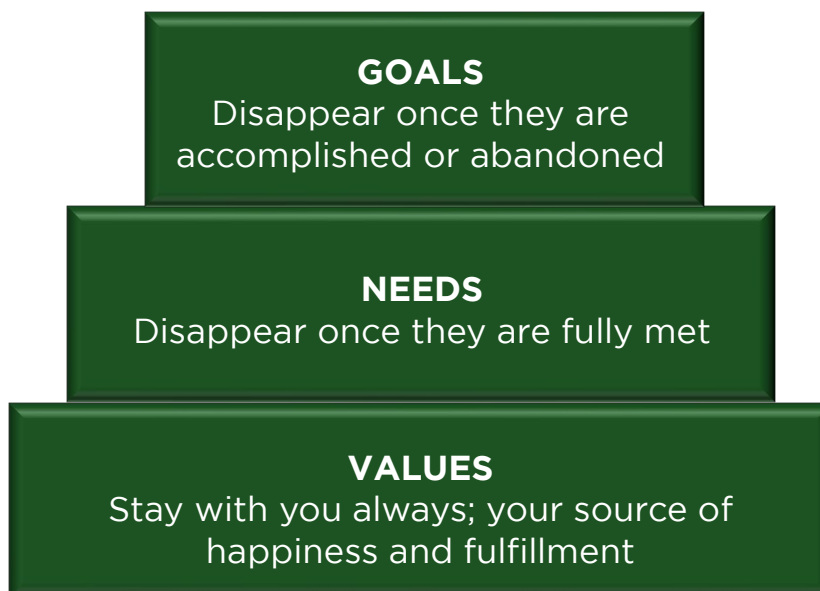 GOALS
Disappear once they are
accomplished or abandoned
NEEDS
Disappear once they are fully met
VALUES
Stay with you always; your source of
happiness and fulfillment